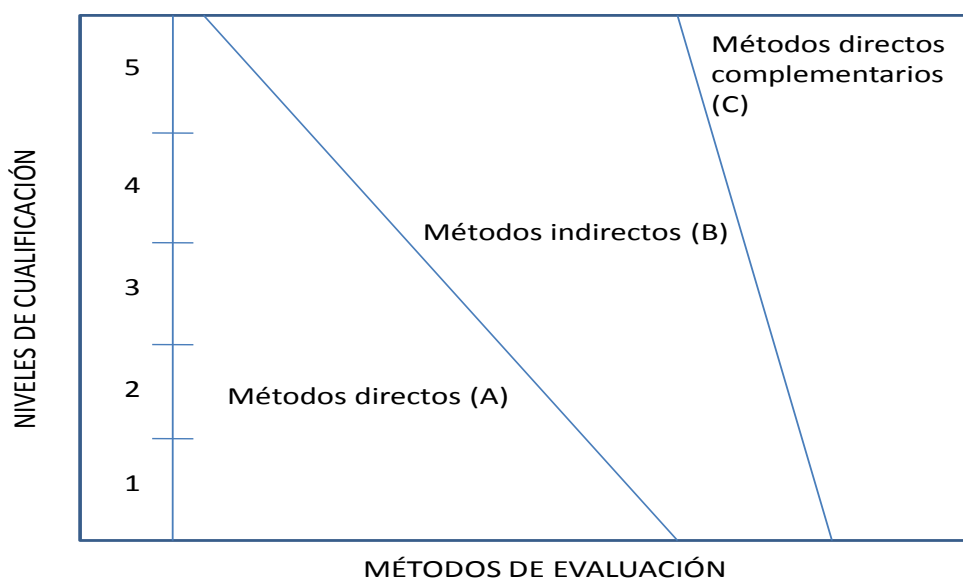 Métodos directos
complementarios
(C)
5
4
Métodos indirectos (B)
3
2
Métodos directos (A)
1
NIVELES DE CUALIFICACIÓN
MÉTODOS DE EVALUACIÓN